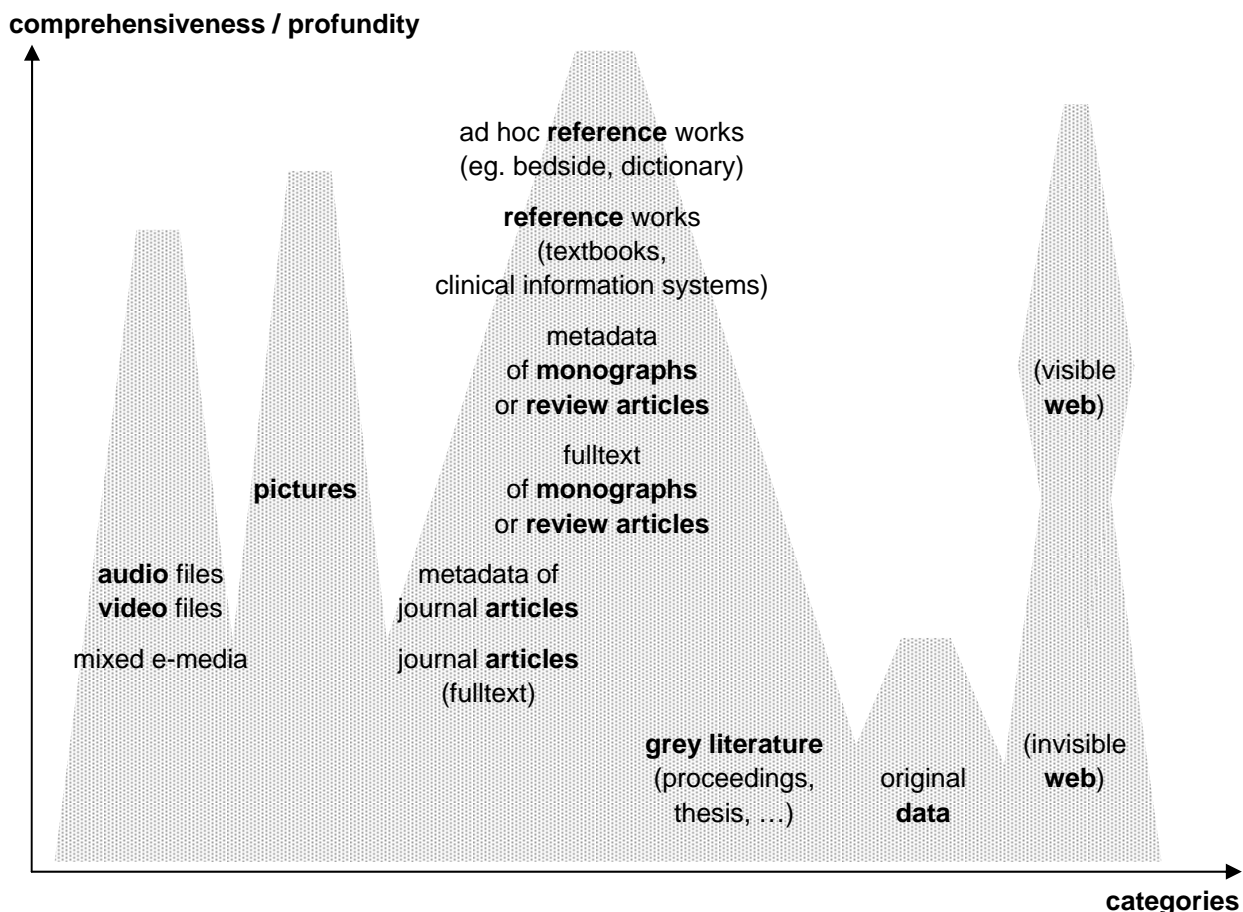 comprehensiveness / profundity
ad hoc reference works
(eg. bedside, dictionary)
reference works
(textbooks,
clinical information systems)
metadata
of monographs
or review articles
(visible
web)
fulltext
of monographs
or review articles
pictures
audio files
video files
mixed e-media
metadata of
journal articles
journal articles
(fulltext)
grey literature
(proceedings,
thesis, …)
original
data
(invisible
web)
categories